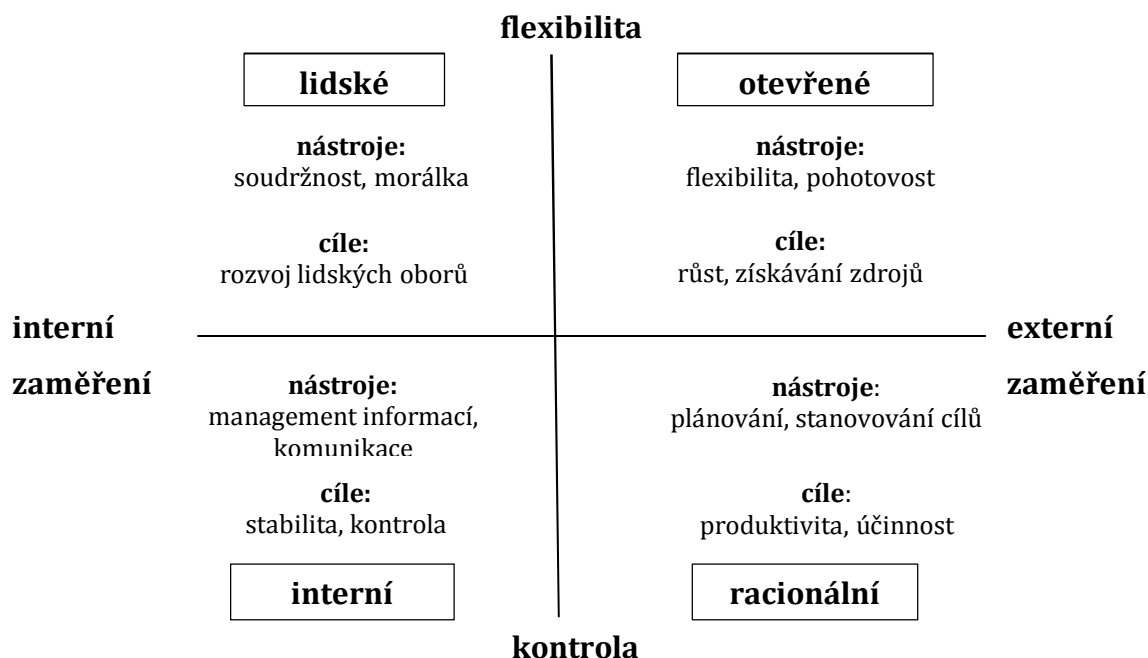 flexibilita
lidské
otevřené
nástroje:
soudržnost, morálka
nástroje:
flexibilita, pohotovost
cíle:
rozvoj lidských oborů
cíle:
růst, získávání zdrojů
interní
zaměření
externí
zaměření
nástroje:
management informací,
komunikace
nástroje:
plánování, stanovování cílů
cíle:
stabilita, kontrola
cíle:
produktivita, účinnost
interní
racionální
kontrola